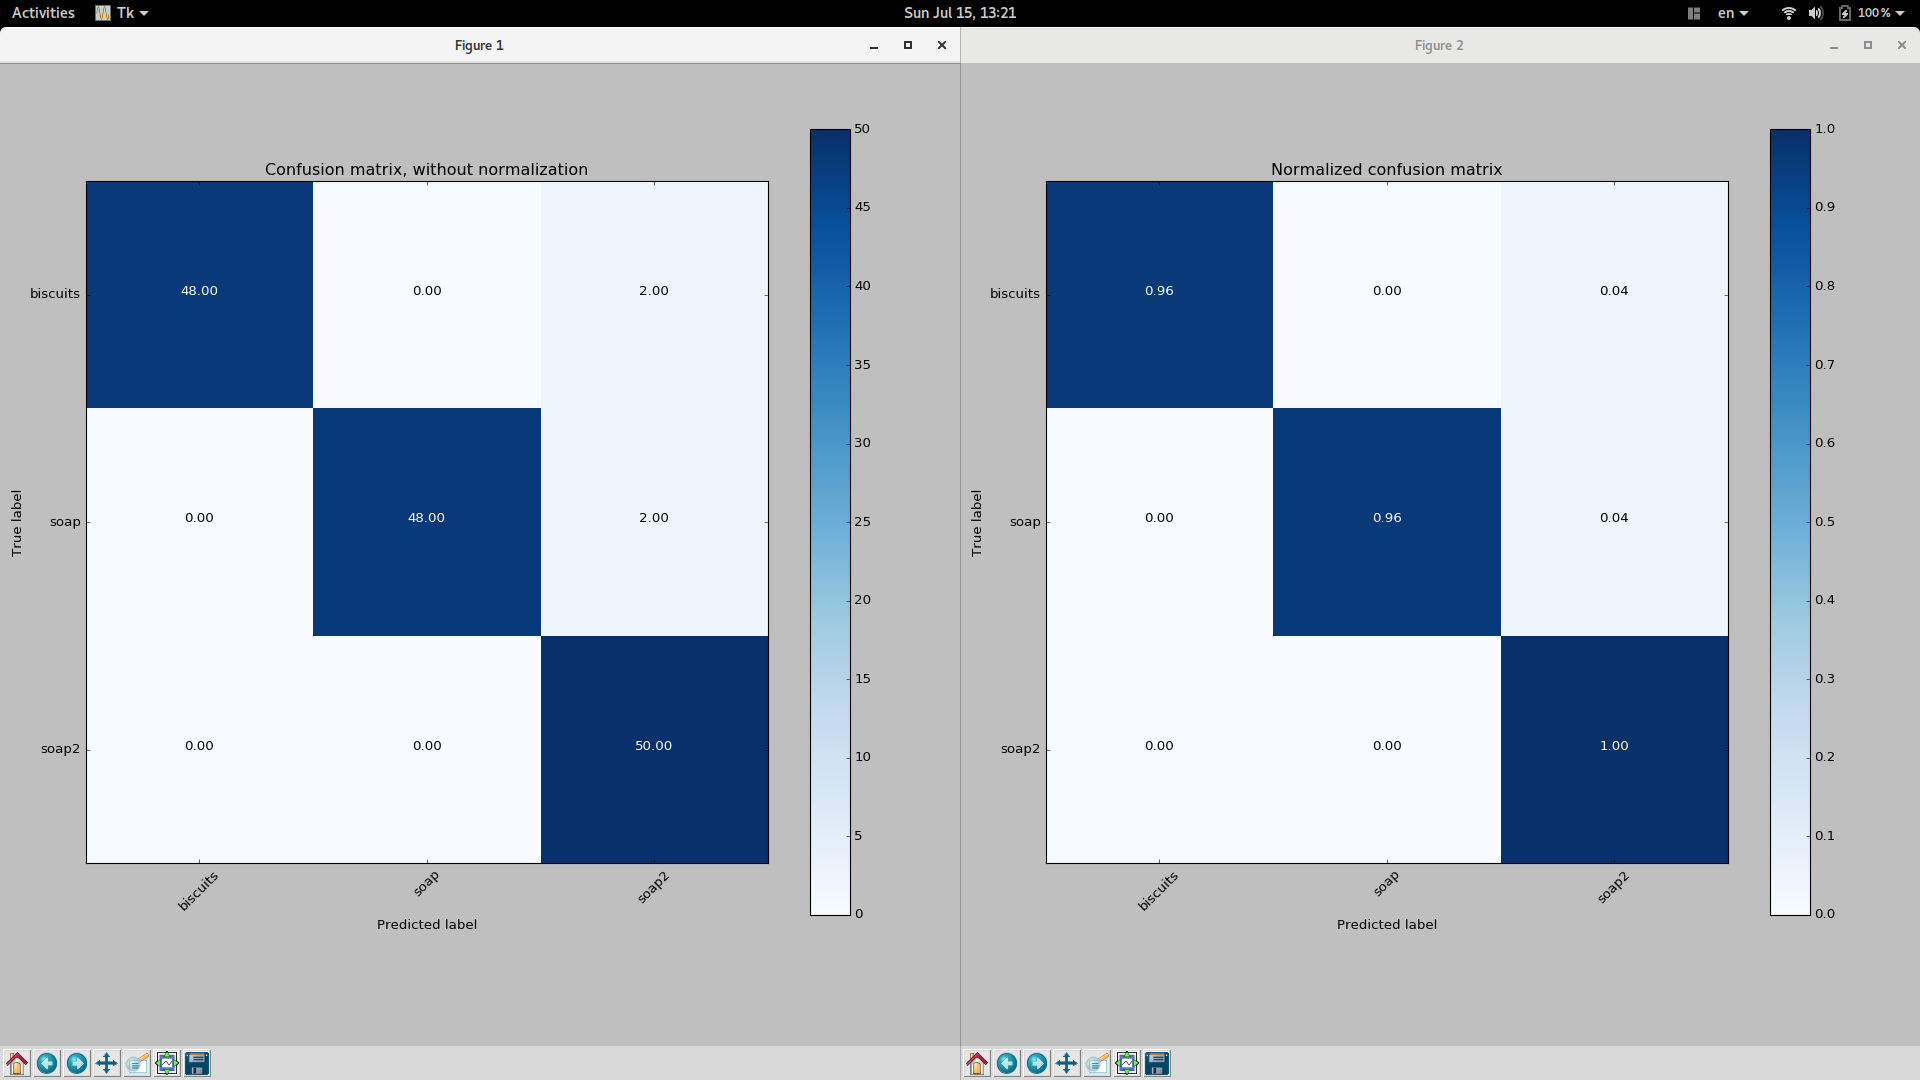 Activities Tk Sun Jul 15, 13:21 en 100%
Figure 1
Confusion matrix, without normalization
50
45
40
35
30
25
20
15
10
5
0
True label
biscuits 48.00 0.00 2.00
soap 0.00 48.00 2.00
soap2 0.00 0.00 50.00
biscuits soap soap2
Predicted label
Figure 2
Normalized confusion matrix
1.0
0.9
0.8
0.7
0.6
0.5
0.4
0.3
0.2
0.1
0.0
True label
biscuits 0.96 0.00 0.04
soap 0.00 0.96 0.04
soap2 0.00 0.00 1.00
biscuits soap soap2
Predicted label